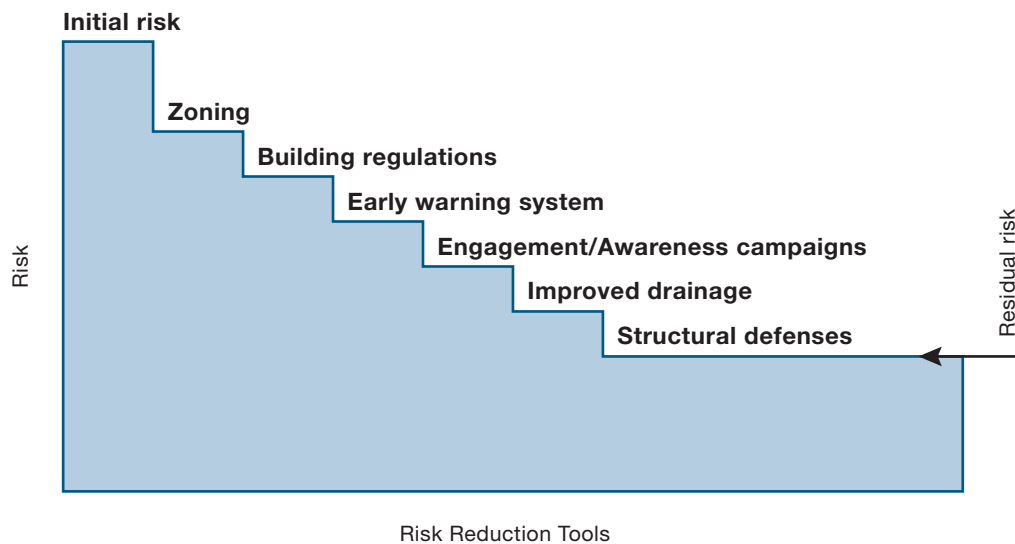 Initial risk
Zoning
Building regulations
Early warning system
Engagement/Awareness campaigns
Improved drainage
Structural defenses
Risk
Residual risk
Risk Reduction Tools